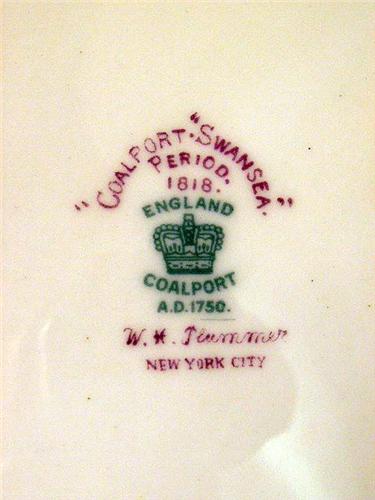 "COALPORT·"SWANSEA·""
PERIOD.
1818.
ENGLAND
COALPORT
A.D.1750.
W. H. Plummer
NEW YORK CITY